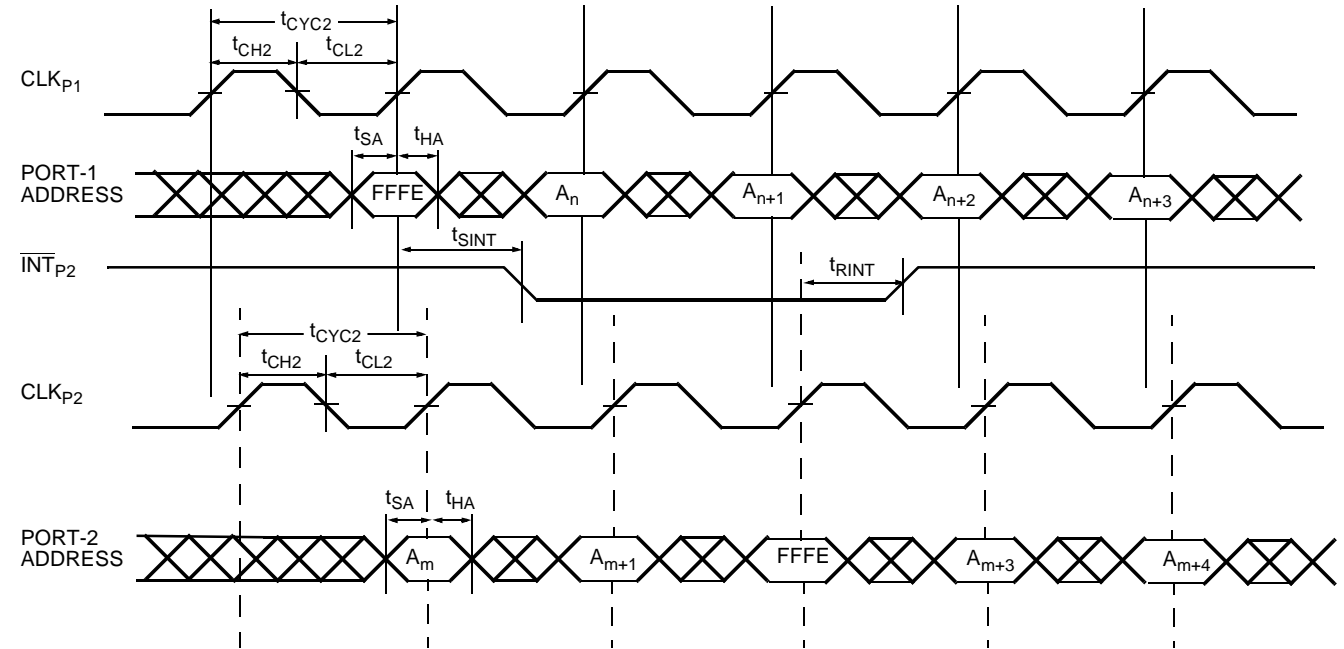 tCYC2
tCH2 tCL2
CLKP1
tSA tHA
PORT-1
ADDRESS
FFFE An An+1 An+2 An+3
tSINT
INTP2
tRINT
tCYC2
tCH2 tCL2
CLKP2
tSA tHA
PORT-2
ADDRESS
Am Am+1 FFFE Am+3 Am+4